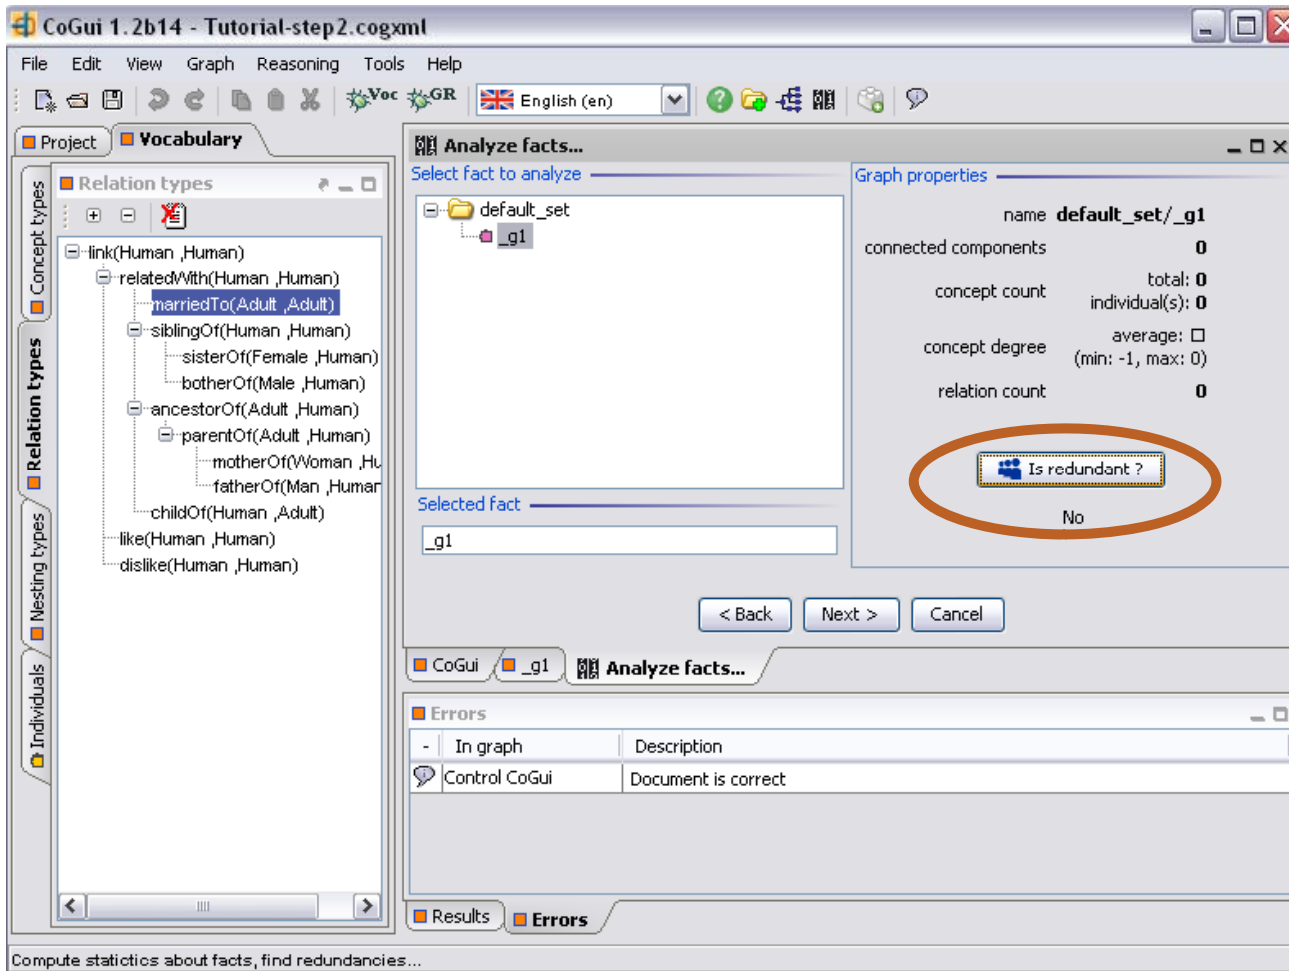 CoGui 1.2b14 - Tutorial-step2.cogxml
File Edit View Graph Reasoning Tools Help
Voc GR English (en)
Project Vocabulary
Concept types
Relation types
Nesting types
Individuals
Relation types
link(Human ,Human)
relatedWith(Human ,Human)
marriedTo(Adult ,Adult)
siblingOf(Human ,Human)
sisterOf(Female ,Human)
botherOf(Male ,Human)
ancestorOf(Adult ,Human)
parentOf(Adult ,Human)
motherOf(Woman ,Hu
fatherOf(Man ,Humar
childOf(Human ,Adult)
like(Human ,Human)
dislike(Human ,Human)
Analyze facts...
Select fact to analyze
default_set
_g1
Selected fact
_g1
Graph properties
name default_set/_g1
connected components 0
concept count total: 0
individual(s): 0
concept degree average: □
(min: -1, max: 0)
relation count 0
Is redundant ?
No
< Back Next > Cancel
CoGui _g1 Analyze facts...
Errors
- In graph Description
Control CoGui Document is correct
Results Errors
Compute statictics about facts, find redundancies...